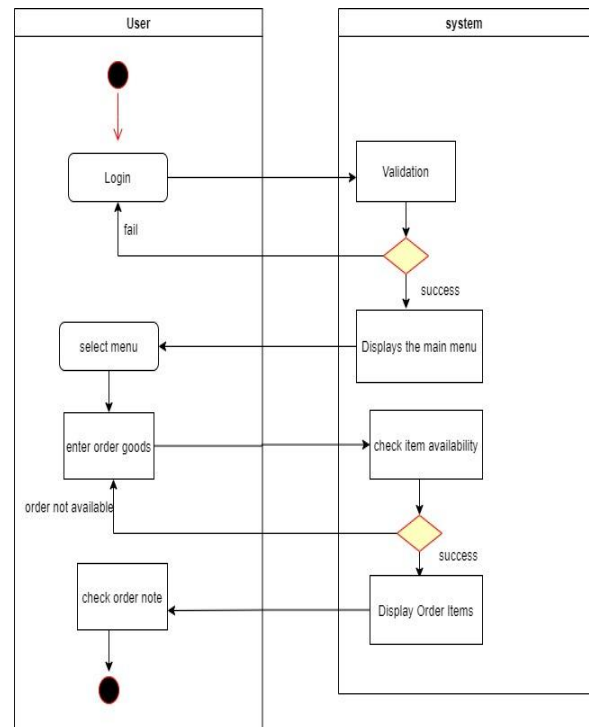 User
system
Login
Validation
fail
success
select menu
Displays the main menu
enter order goods
check item availability
order not available
success
check order note
Display Order Items